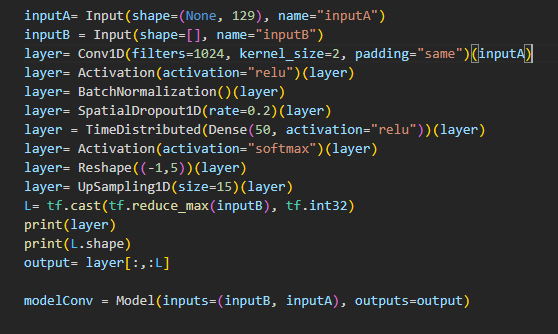 inputA= Input(shape=(None, 129), name="inputA")
inputB = Input(shape=[], name="inputB")
layer= Conv1D(filters=1024, kernel_size=2, padding="same")(inputA)
layer= Activation(activation="relu")(layer)
layer= BatchNormalization()(layer)
layer= SpatialDropout1D(rate=0.2)(layer)
layer = TimeDistributed(Dense(50, activation="relu"))(layer)
layer= Activation(activation="softmax")(layer)
layer= Reshape((-1,5))(layer)
layer= UpSampling1D(size=15)(layer)
L= tf.cast(tf.reduce_max(inputB), tf.int32)
print(layer)
print(L.shape)
output= layer[:,:L]
modelConv = Model(inputs=(inputB, inputA), outputs=output)